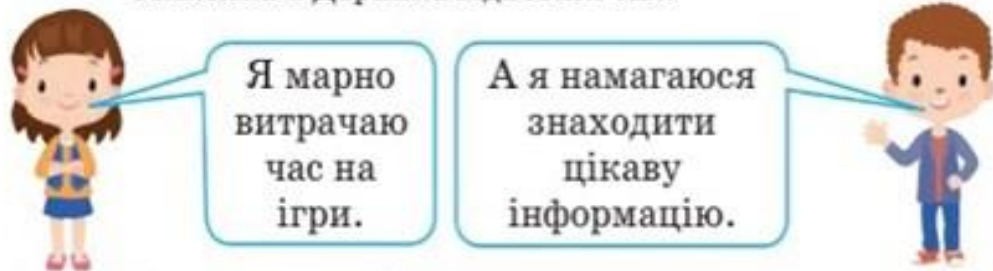 Я марно
витрачаю
час на
ігри.
А я намагаюся
знаходити
цікаву
інформацію.